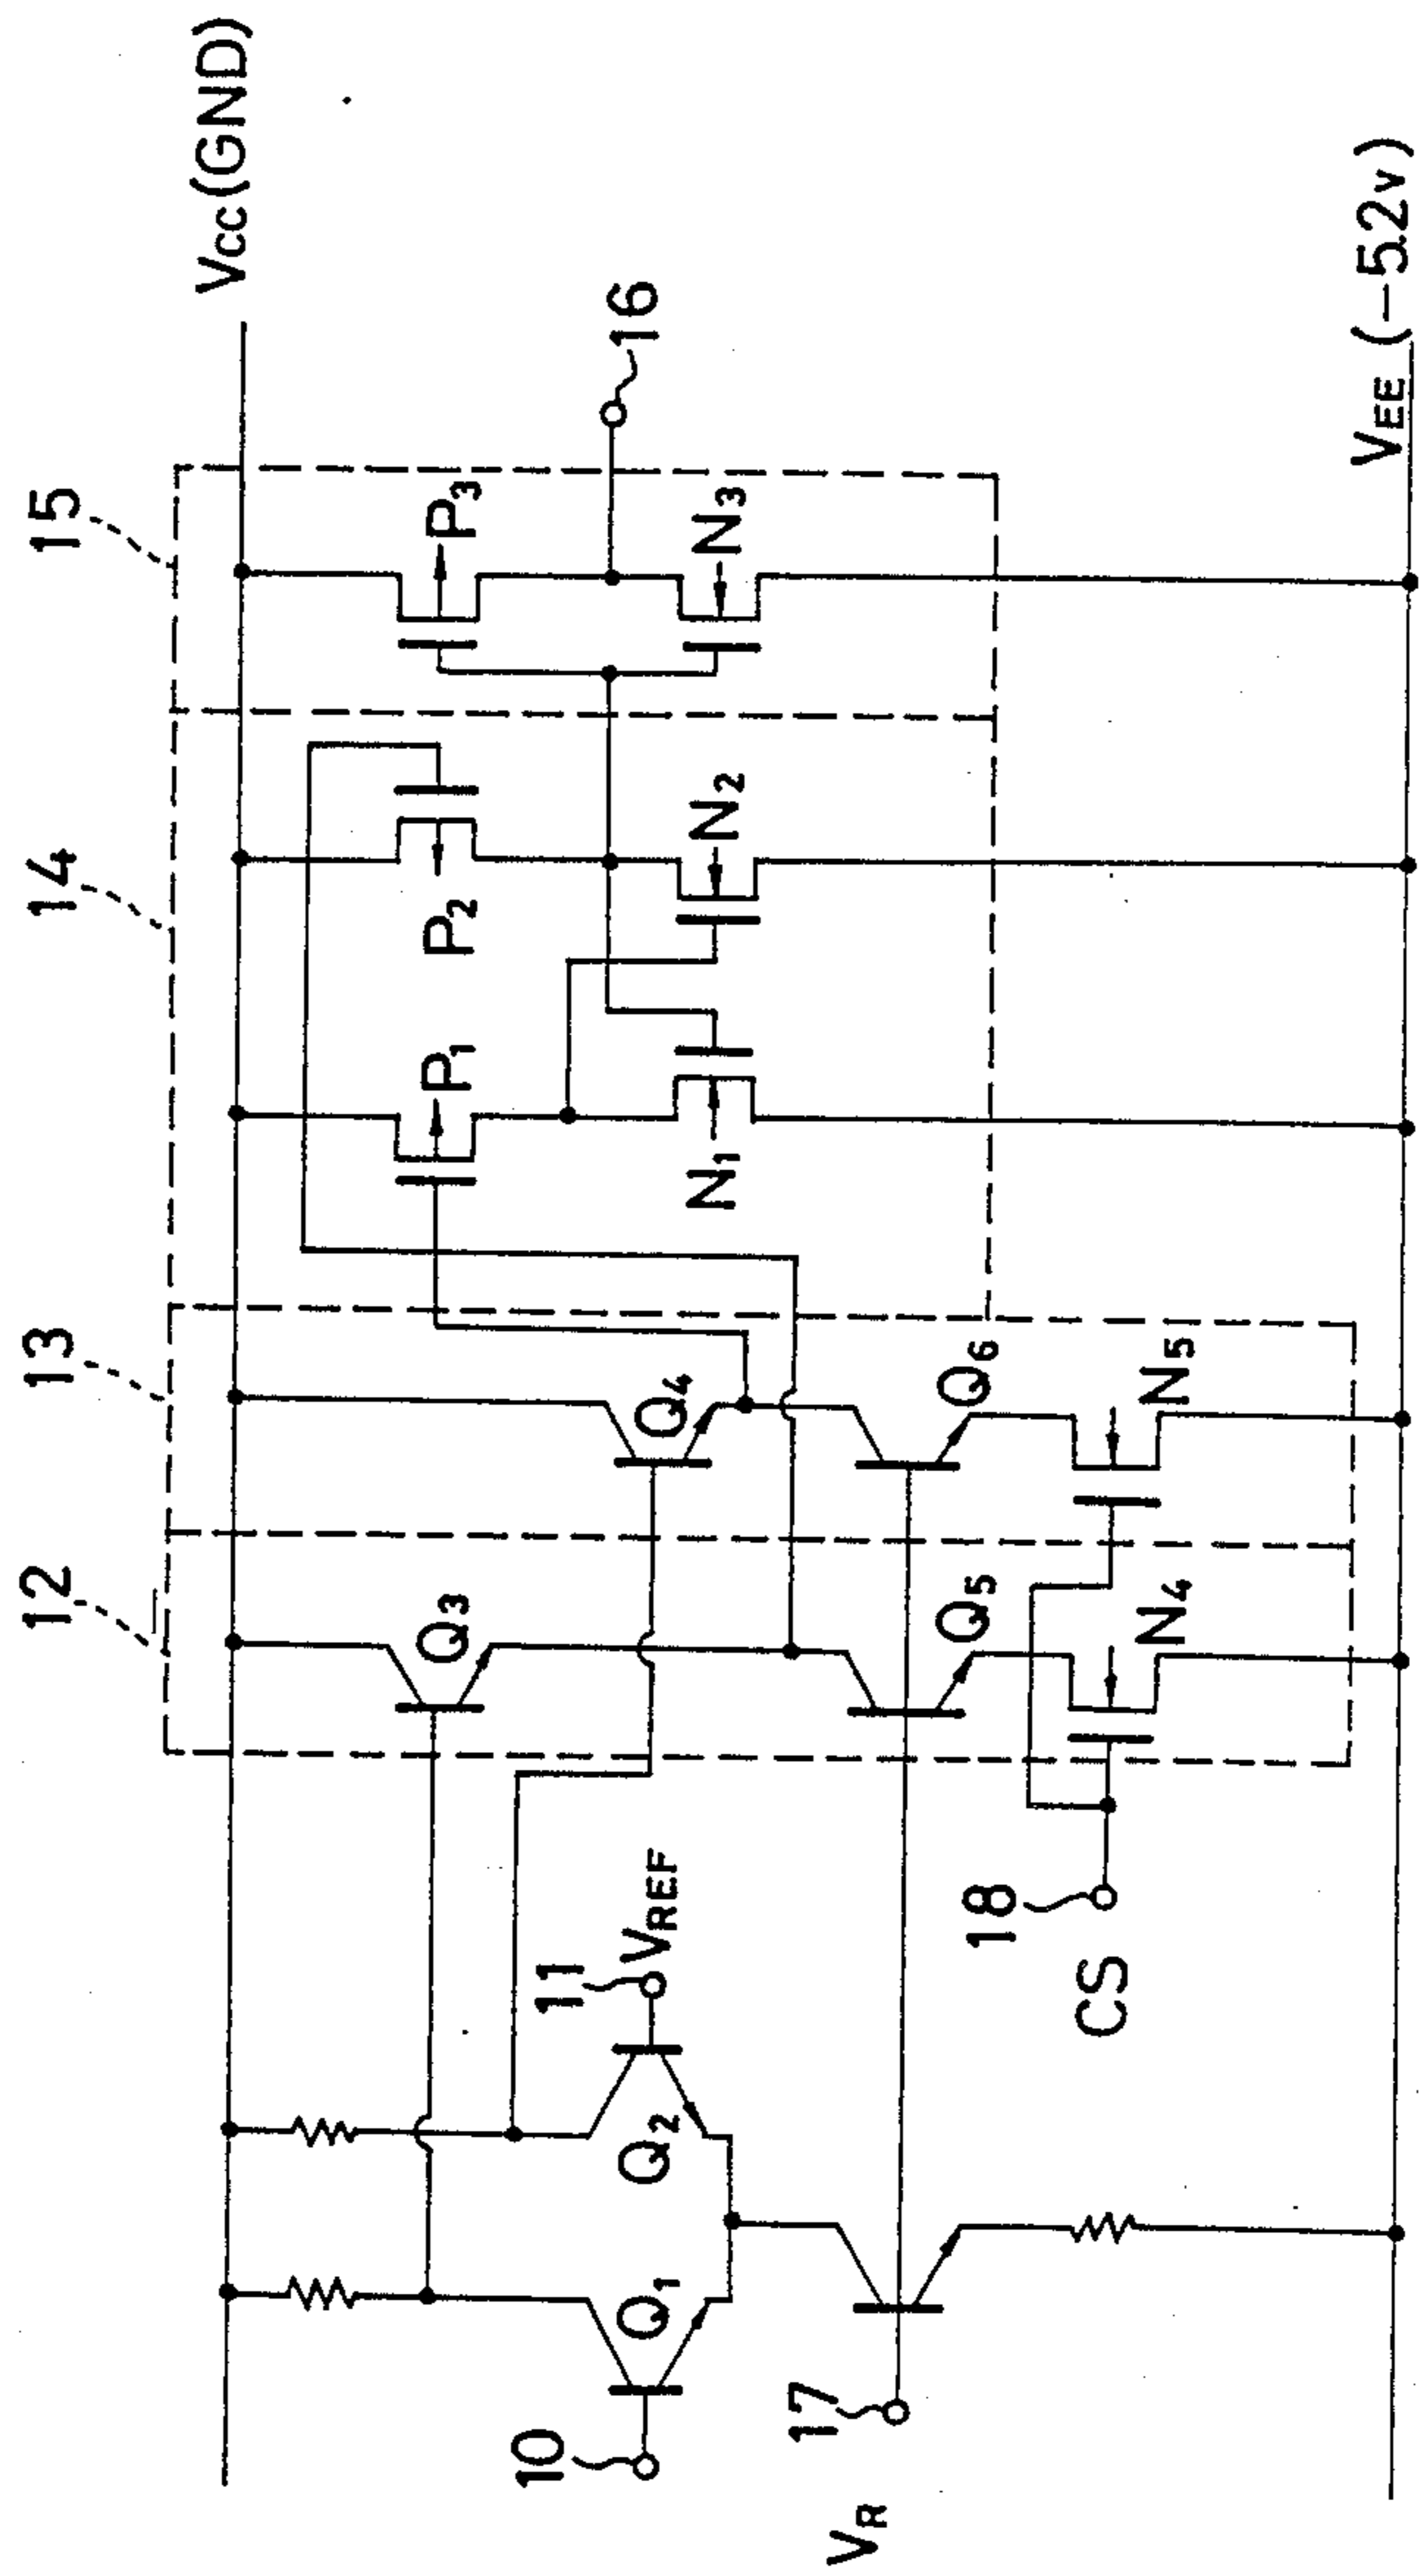 Vcc(GND)
12
13
14
15
Q3
P1
P2
P3
10
Q1
Q2
11
VREF
Q4
N1
N2
N3
16
VR
17
18
CS
Q5
Q6
N4
N5
VEE (-5.2v)